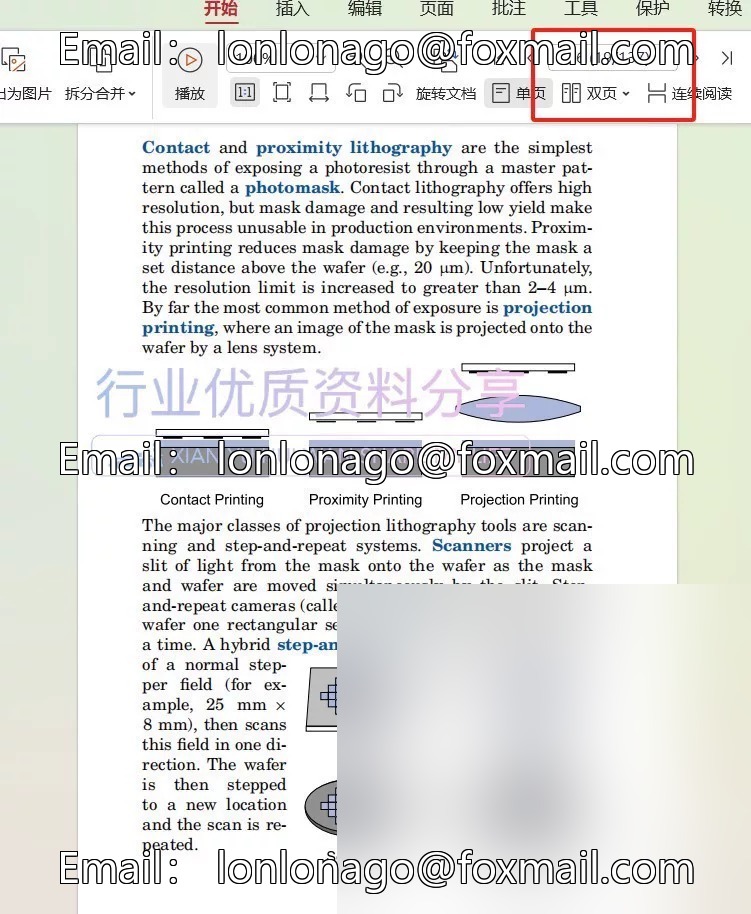 开始 插入 编辑 页面 批注 工具 保护 转换
Email： lonlonago@foxmail.com
出为图片 拆分合并 播放 1:1 旋转文档 单页 双页 连续阅读
Contact and proximity lithography are the simplest
methods of exposing a photoresist through a master pat-
tern called a photomask. Contact lithography offers high
resolution, but mask damage and resulting low yield make
this process unusable in production environments. Proxim-
ity printing reduces mask damage by keeping the mask a
set distance above the wafer (e.g., 20 μm). Unfortunately,
the resolution limit is increased to greater than 2–4 μm.
By far the most common method of exposure is projection
printing, where an image of the mask is projected onto the
wafer by a lens system.
行业优质资料分享
Email： lonlonago@foxmail.com
Contact Printing Proximity Printing Projection Printing
The major classes of projection lithography tools are scan-
ning and step-and-repeat systems. Scanners project a
slit of light from the mask onto the wafer as the mask
and wafer are moved simultaneously by the slit. Step-
and-repeat cameras (calle
wafer one rectangular se
a time. A hybrid step-an
of a normal step-
per field (for ex-
ample, 25 mm ×
8 mm), then scans
this field in one di-
rection. The wafer
is then stepped
to a new location
and the scan is re-
peated.
Email： lonlonago@foxmail.com